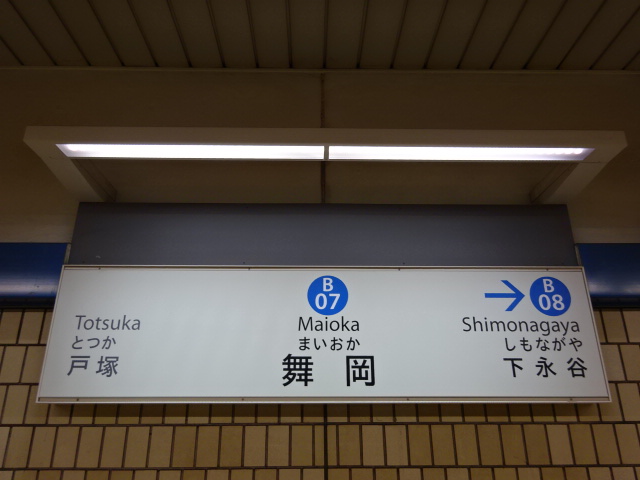 Totsuka
とつか
戸塚
B
07
Maioka
まいおか
舞岡
→ B
08
Shimonagaya
しもながや
下永谷